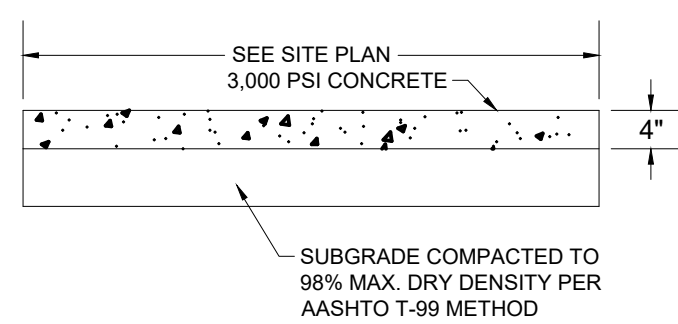 SEE SITE PLAN
3,000 PSI CONCRETE
4"
SUBGRADE COMPACTED TO
98% MAX. DRY DENSITY PER
AASHTO T-99 METHOD